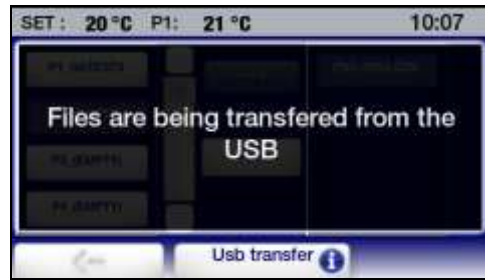 SET : 20 °C P1: 21 °C 10:07
Files are being transfered from the
USB
Usb transfer